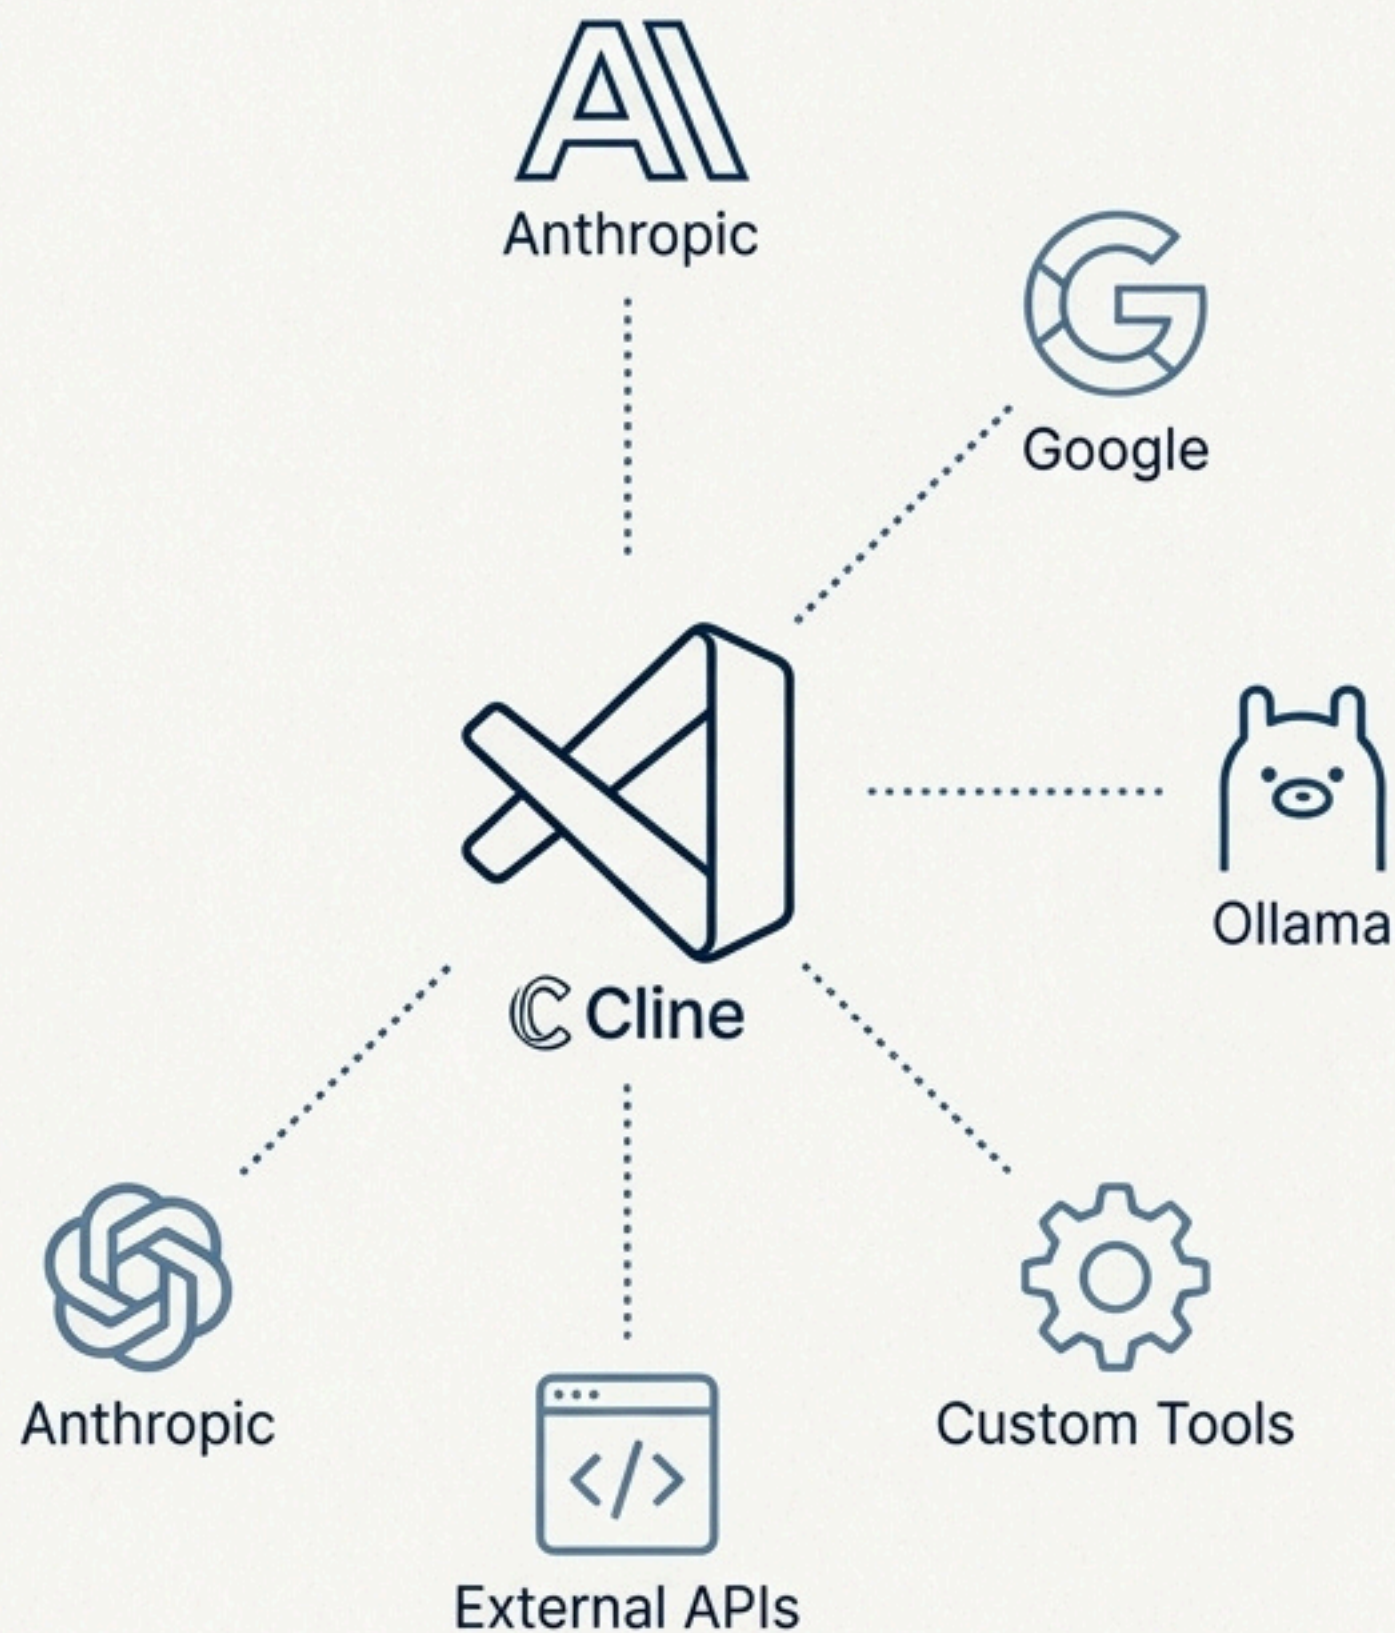 Anthropic
Google
Ollama
Cline
Anthropic
Custom Tools
External APIs